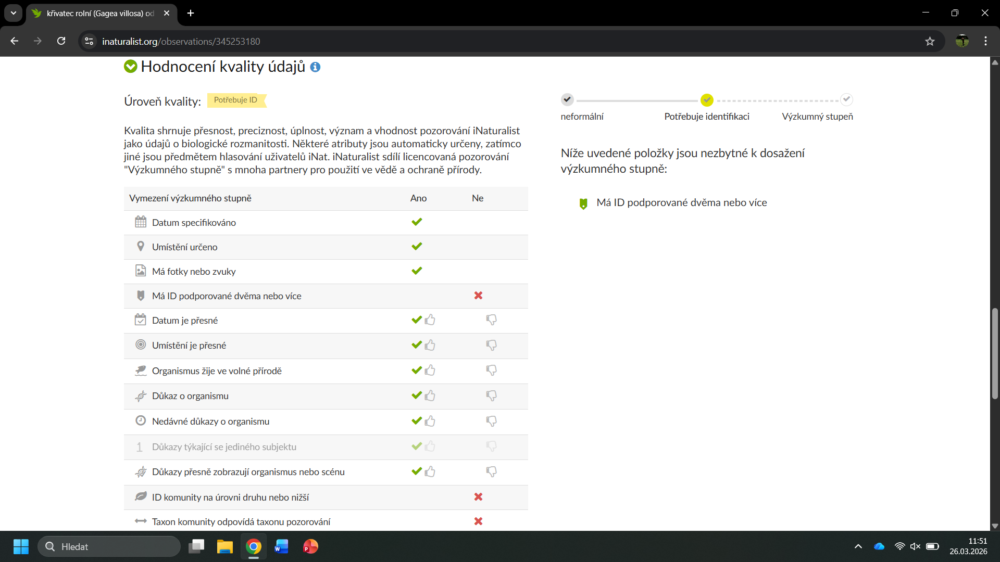 křivatec rolní (Gagea villosa) od
inaturalist.org/observations/345253180
Hodnocení kvality údajů
Úroveň kvality: Potřebuje ID
Kvalita shrnuje přesnost, preciznost, úplnost, význam a vhodnost pozorování iNaturalist
jako údajů o biologické rozmanitosti. Některé atributy jsou automaticky určeny, zatímco
jiné jsou předmětem hlasování uživatelů iNat. iNaturalist sdílí licencovaná pozorování
"Výzkumného stupně" s mnoha partnery pro použití ve vědě a ochraně přírody.
Vymezení výzkumného stupně Ano Ne
Datum specifikováno
Umístění určeno
Má fotky nebo zvuky
Má ID podporované dvěma nebo více
Datum je přesné
Umístění je přesné
Organismus žije ve volné přírodě
Důkaz o organismu
Nedávné důkazy o organismu
1 Důkazy týkající se jediného subjektu
Důkazy přesně zobrazují organismus nebo scénu
ID komunity na úrovni druhu nebo nižší
Taxon komunity odpovídá taxonu pozorování
neformální Potřebuje identifikaci Výzkumný stupeň
Níže uvedené položky jsou nezbytné k dosažení
výzkumného stupně:
Má ID podporované dvěma nebo více
Hledat
11:51
26.03.2026